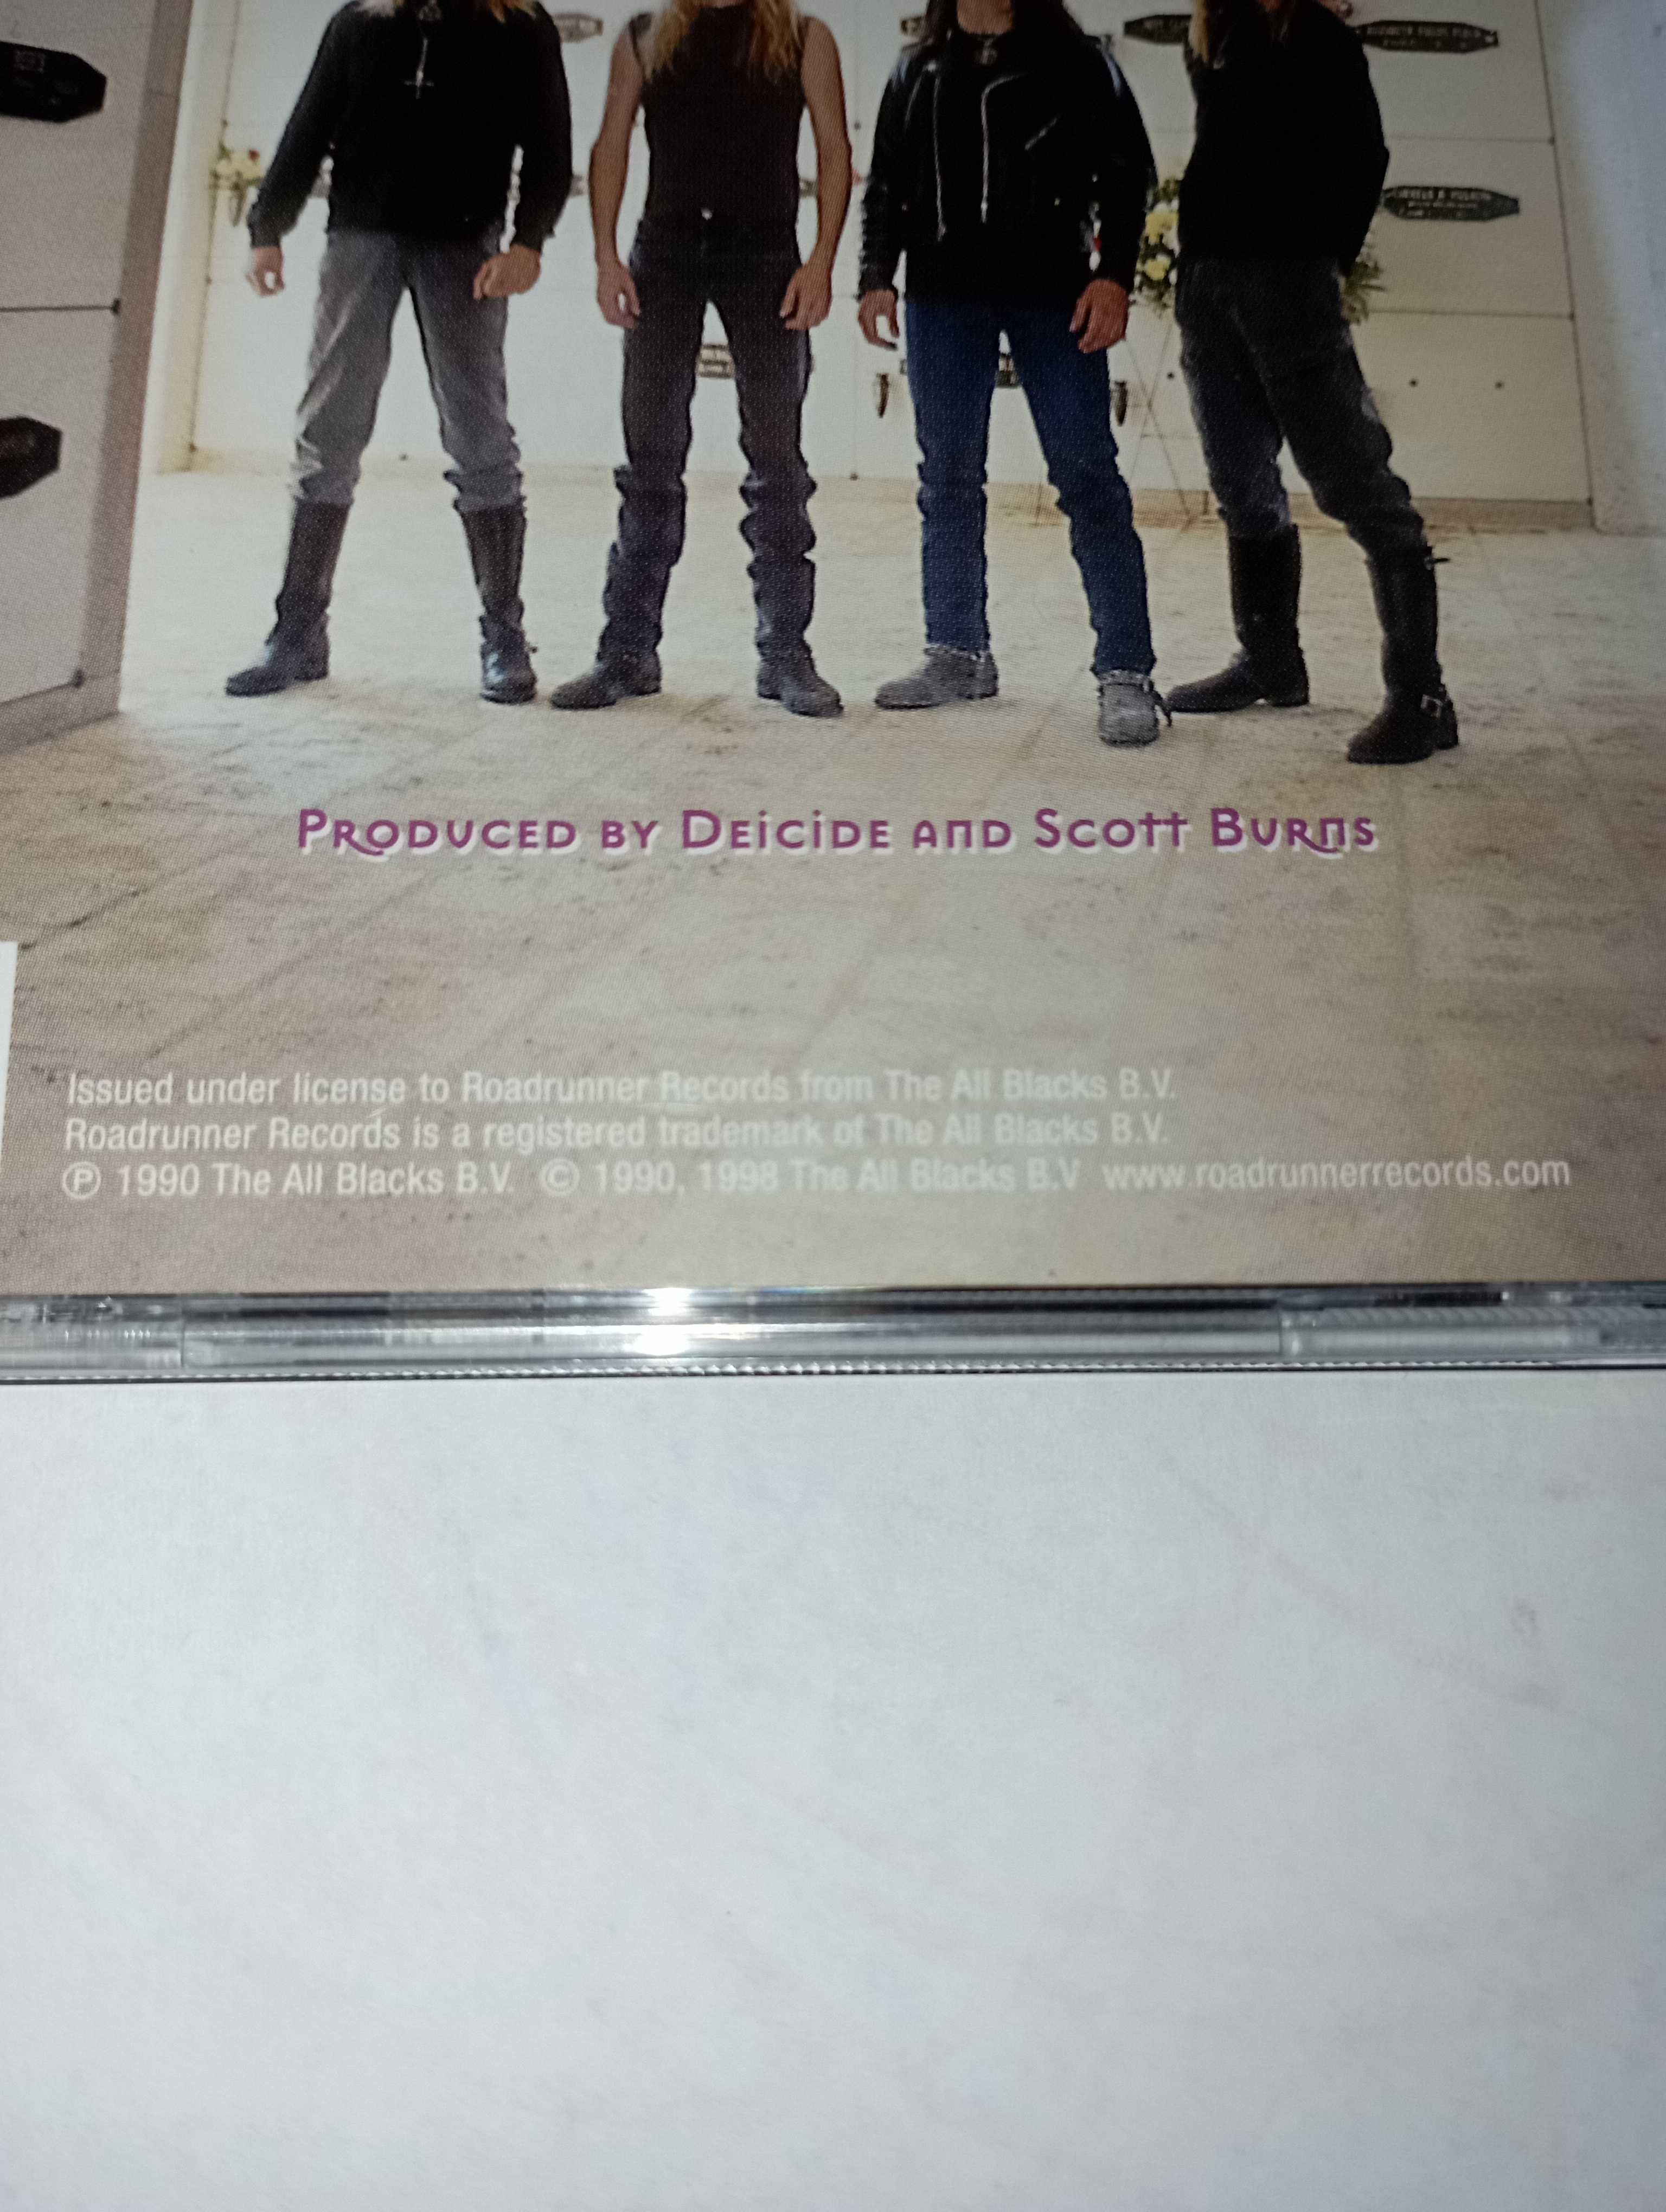 Produced by Deicide and Scott Burns
Issued under license to Roadrunner Records from The All Blacks B.V.
Roadrunner Records is a registered trademark of The All Blacks B.V.
℗ 1990 The All Blacks B.V. © 1990, 1998 The All Blacks B.V www.roadrunnerrecords.com